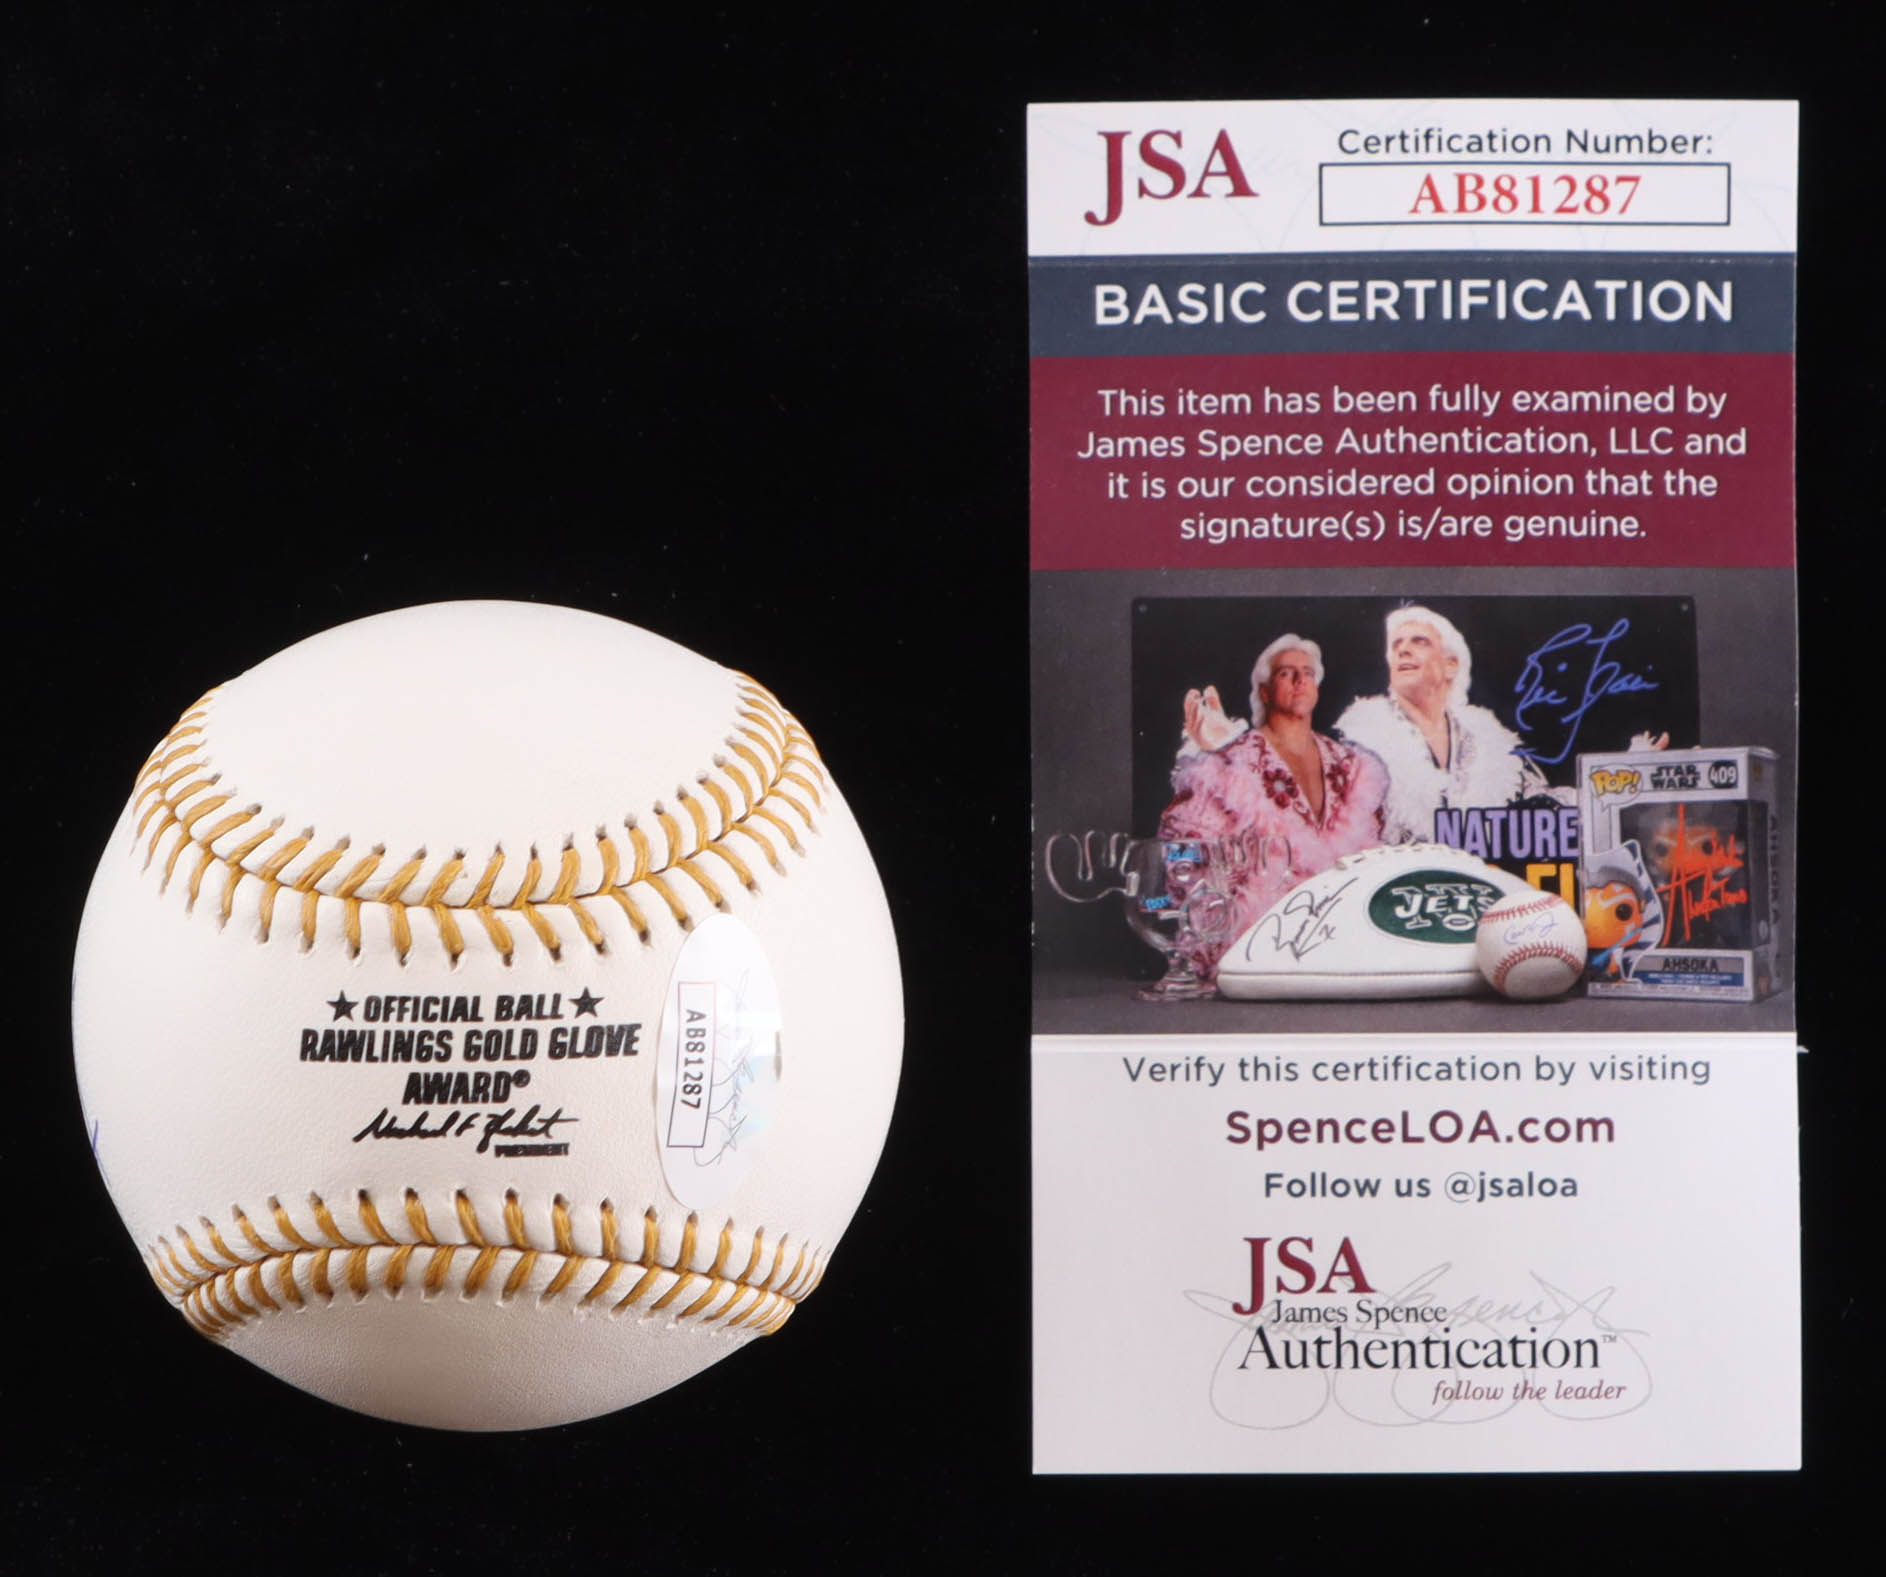 ★ OFFICIAL BALL ★
RAWLINGS GOLD GLOVE
AWARD®
PRESIDENT
AB81287
JSA
Certification Number:
AB81287
BASIC CERTIFICATION
This item has been fully examined by
James Spence Authentication, LLC and
it is our considered opinion that the
signature(s) is/are genuine.
Ric Flair
POP! STAR WARS 409
NATURE
JETS
AHSOKA
Verify this certification by visiting
SpenceLOA.com
Follow us @jsaloa
JSA
James Spence
Authentication™
follow the leader